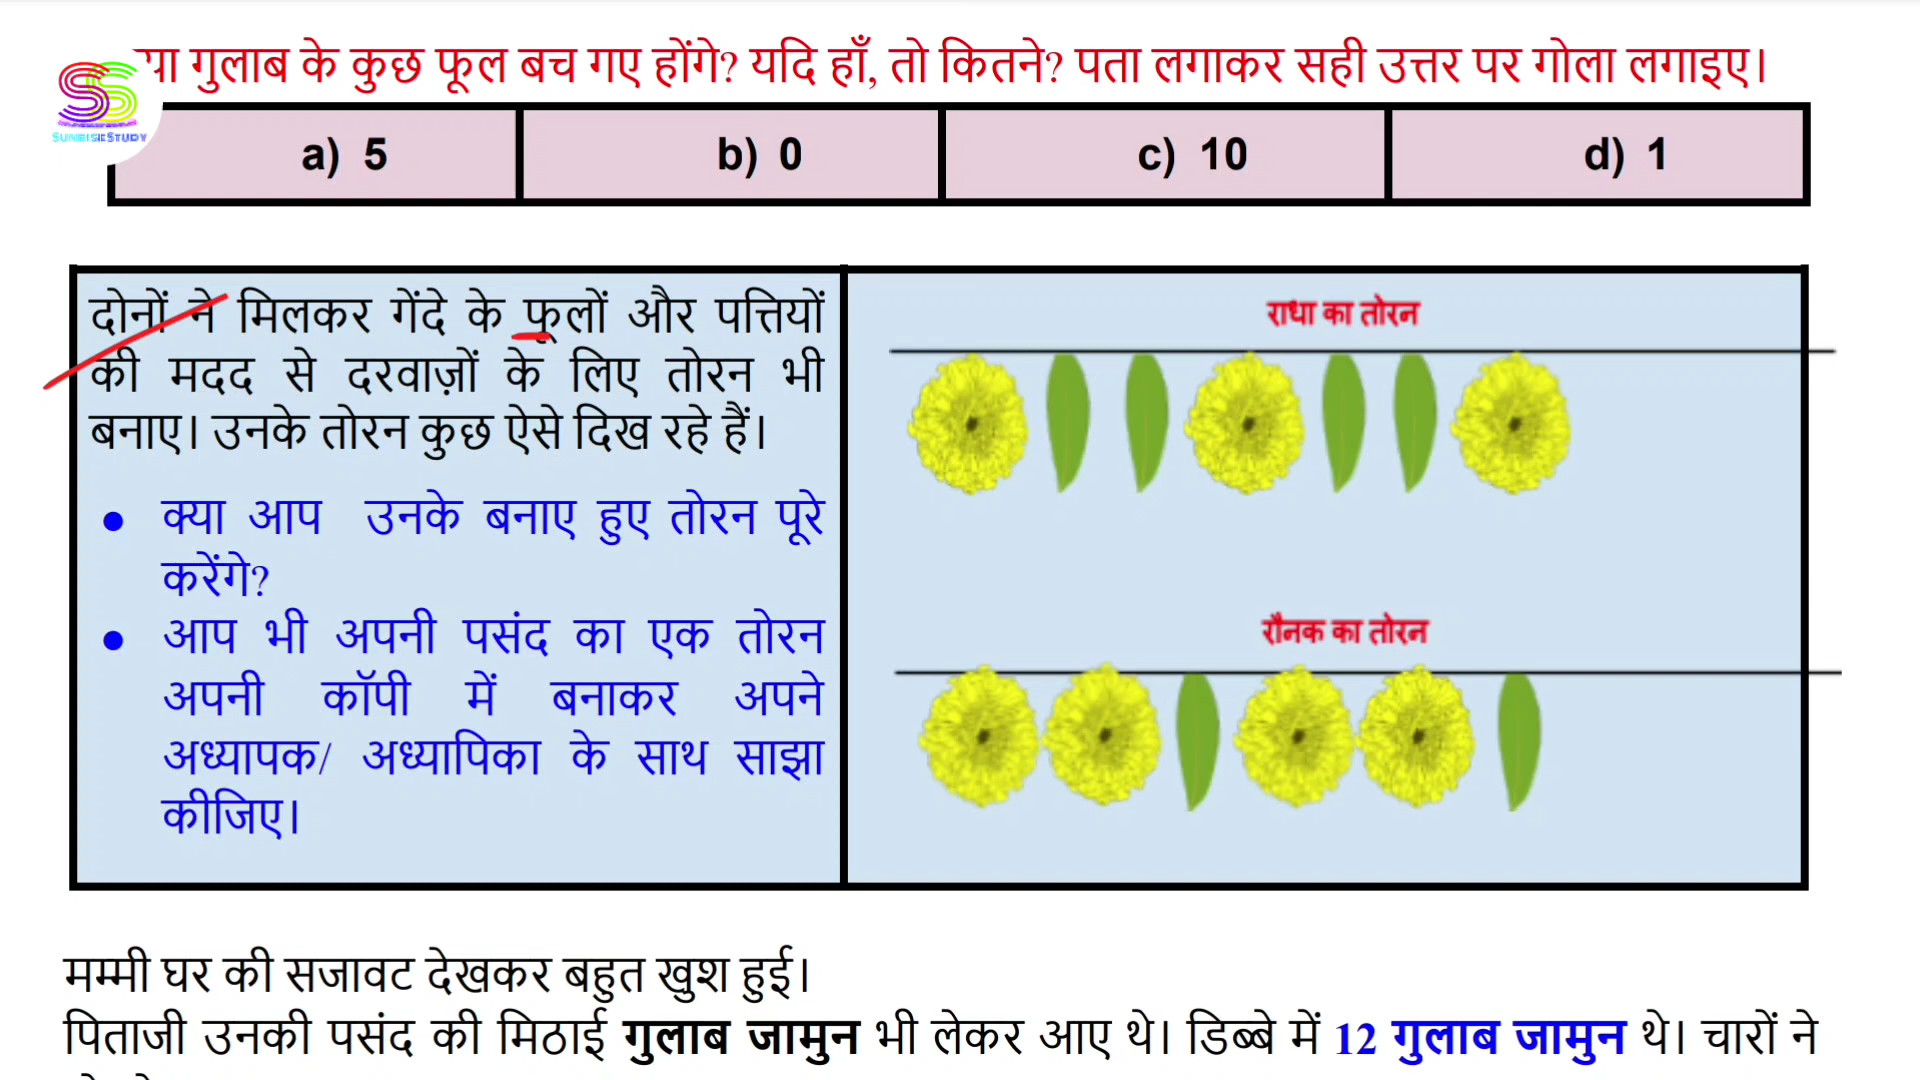 गुलाब के कुछ फूल बच गए होंगे? यदि हाँ, तो कितने? पता लगाकर सही उत्तर पर गोला लगाइए।
SUNRISESTUDY
a) 5 b) 0 c) 10 d) 1
दोनों ने मिलकर गेंदे के फूलों और पत्तियों
की मदद से दरवाज़ों के लिए तोरन भी
बनाए। उनके तोरन कुछ ऐसे दिख रहे हैं।
● क्या आप उनके बनाए हुए तोरन पूरे
करेंगे?
● आप भी अपनी पसंद का एक तोरन
अपनी कॉपी में बनाकर अपने
अध्यापक/ अध्यापिका के साथ साझा
कीजिए।
राधा का तोरन
रौनक का तोरन
मम्मी घर की सजावट देखकर बहुत खुश हुई।
पिताजी उनकी पसंद की मिठाई गुलाब जामुन भी लेकर आए थे। डिब्बे में 12 गुलाब जामुन थे। चारों ने